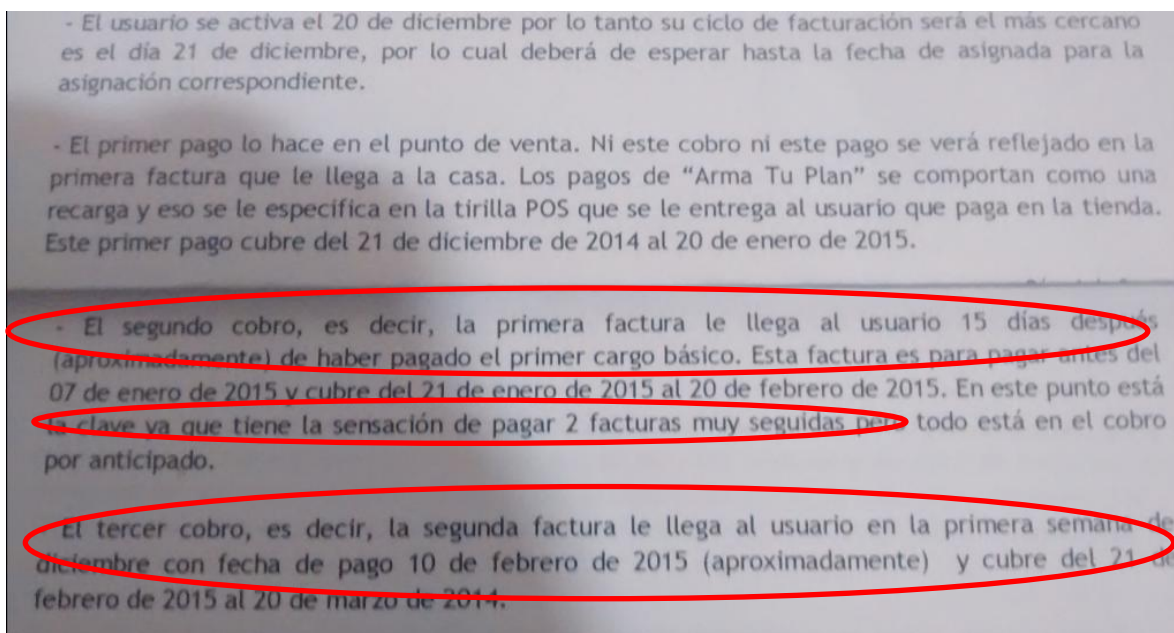 - El usuario se activa el 20 de diciembre por lo tanto su ciclo de facturación será el más cercano
es el día 21 de diciembre, por lo cual deberá de esperar hasta la fecha de asignada para la
asignación correspondiente.
- El primer pago lo hace en el punto de venta. Ni este cobro ni este pago se verá reflejado en la
primera factura que le llega a la casa. Los pagos de “Arma Tu Plan” se comportan como una
recarga y eso se le especifica en la tirilla POS que se le entrega al usuario que paga en la tienda.
Este primer pago cubre del 21 de diciembre de 2014 al 20 de enero de 2015.
- El segundo cobro, es decir, la primera factura le llega al usuario 15 días después
(aproximadamente) de haber pagado el primer cargo básico. Esta factura es para pagar antes del
07 de enero de 2015 y cubre del 21 de enero de 2015 al 20 de febrero de 2015. En este punto está
la clave ya que tiene la sensación de pagar 2 facturas muy seguidas pero todo está en el cobro
por anticipado.
El tercer cobro, es decir, la segunda factura le llega al usuario en la primera semana de
diciembre con fecha de pago 10 de febrero de 2015 (aproximadamente) y cubre del 21 de
febrero de 2015 al 20 de marzo de 2014.